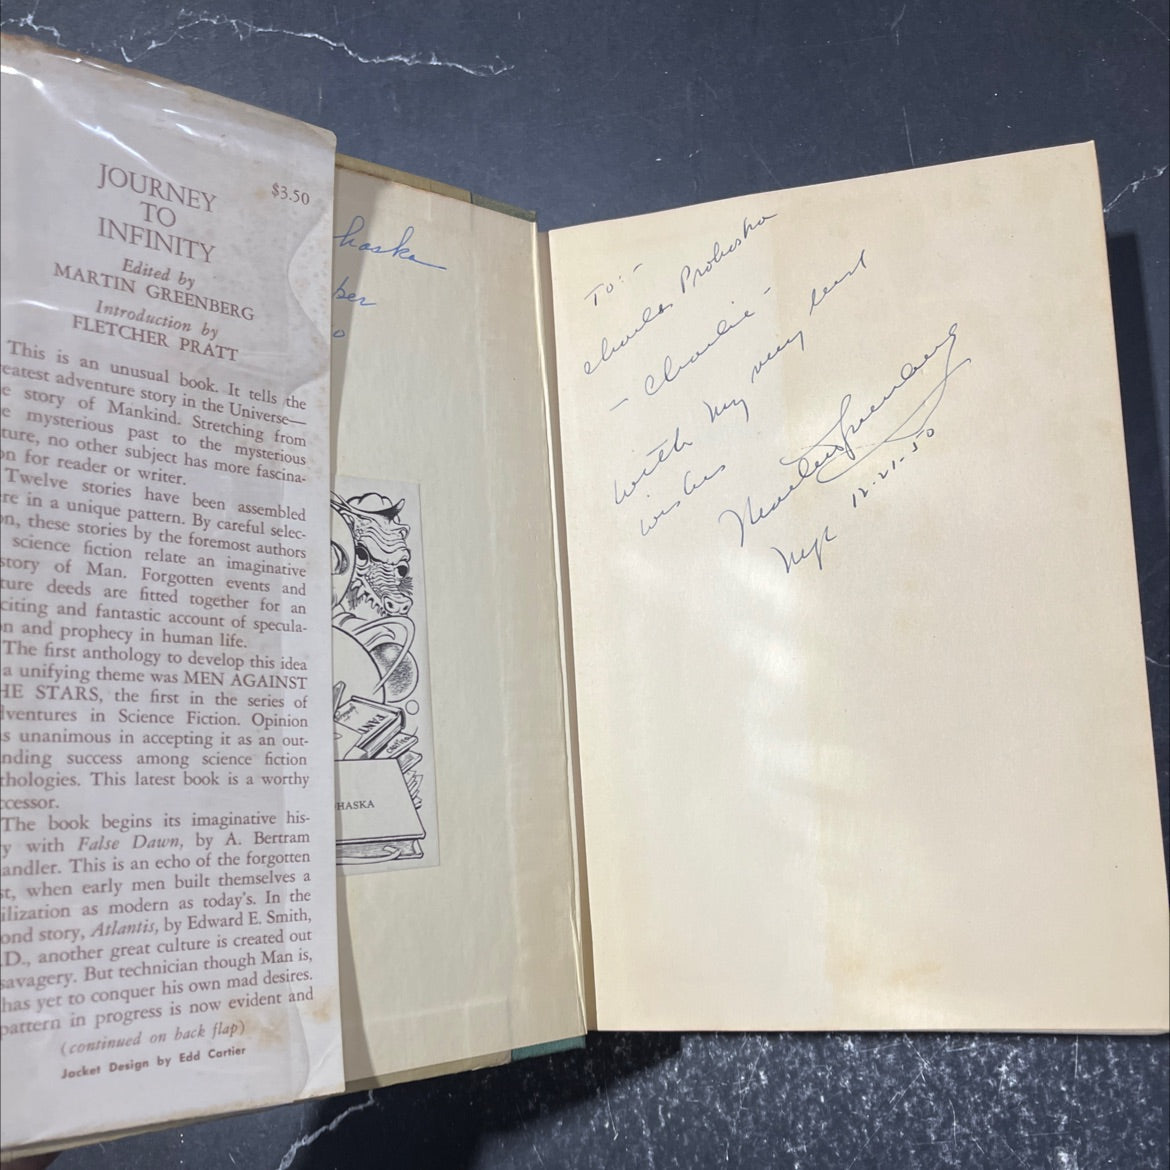 JOURNEY
TO
INFINITY
$3.50
Edited by
MARTIN GREENBERG
Introduction by
FLETCHER PRATT
This is an unusual book. It tells the
eatest adventure story in the Universe—
e story of Mankind. Stretching from
e mysterious past to the mysterious
ture, no other subject has more fascina-
on for reader or writer.
Twelve stories have been assembled
ere in a unique pattern. By careful selec-
on, these stories by the foremost authors
science fiction relate an imaginative
story of Man. Forgotten events and
ture deeds are fitted together for an
citing and fantastic account of specula-
n and prophecy in human life.
The first anthology to develop this idea
a unifying theme was MEN AGAINST
HE STARS, the first in the series of
dventures in Science Fiction. Opinion
s unanimous in accepting it as an out-
nding success among science fiction
thologies. This latest book is a worthy
ccessor.
The book begins its imaginative his-
y with False Dawn, by A. Bertram
andler. This is an echo of the forgotten
st, when early men built themselves a
ilization as modern as today's. In the
ond story, Atlantis, by Edward E. Smith,
.D., another great culture is created out
savagery. But technician though Man is,
has yet to conquer his own mad desires.
pattern in progress is now evident and
(continued on back flap)
Jacket Design by Edd Cartier
haska
ber
o
HASKA
To:-
Charles Prohaska
- Charlie -
with my very best
wishes
Martin Greenberg
NYC 12-21-50